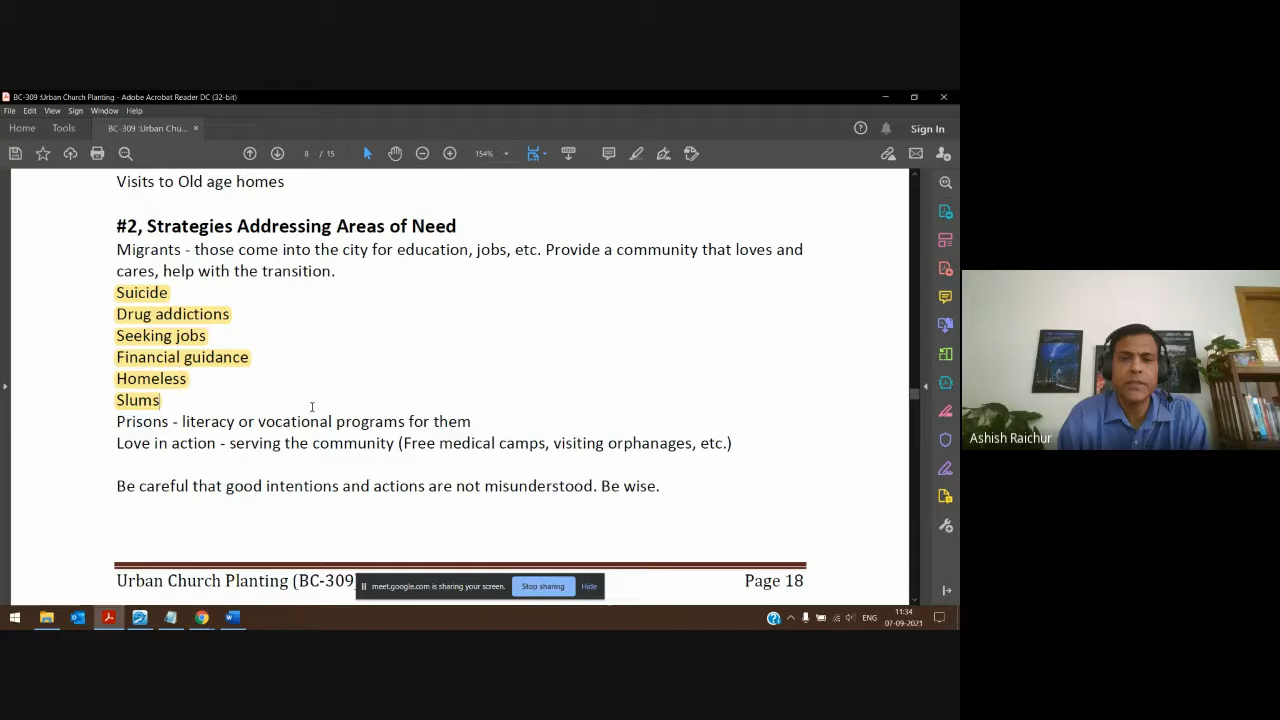 BC-309 :Urban Church Planting - Adobe Acrobat Reader DC (32-bit)
File Edit View Sign Window Help
Home Tools BC-309 :Urban Chu... × Sign In
8 / 15 154%
Visits to Old age homes
#2, Strategies Addressing Areas of Need
Migrants - those come into the city for education, jobs, etc. Provide a community that loves and
cares, help with the transition.
Suicide
Drug addictions
Seeking jobs
Financial guidance
Homeless
Slums
Prisons - literacy or vocational programs for them
Love in action - serving the community (Free medical camps, visiting orphanages, etc.)
Be careful that good intentions and actions are not misunderstood. Be wise.
Urban Church Planting (BC-309 Page 18
meet.google.com is sharing your screen. Stop sharing Hide
ENG 11:34
07-09-2021
Ashish Raichur